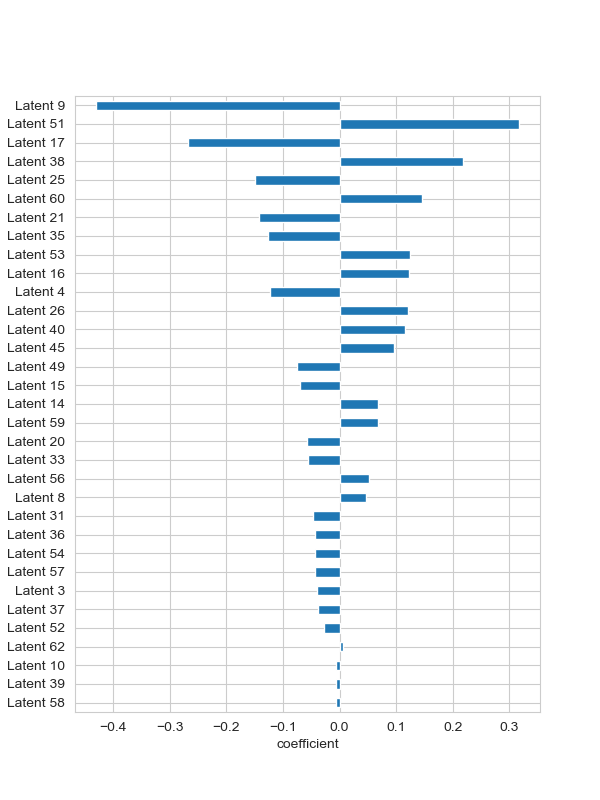 Latent 9
Latent 51
Latent 17
Latent 38
Latent 25
Latent 60
Latent 21
Latent 35
Latent 53
Latent 16
Latent 4
Latent 26
Latent 40
Latent 45
Latent 49
Latent 15
Latent 14
Latent 59
Latent 20
Latent 33
Latent 56
Latent 8
Latent 31
Latent 36
Latent 54
Latent 57
Latent 3
Latent 37
Latent 52
Latent 62
Latent 10
Latent 39
Latent 58
−0.4 −0.3 −0.2 −0.1 0.0 0.1 0.2 0.3
coefficient